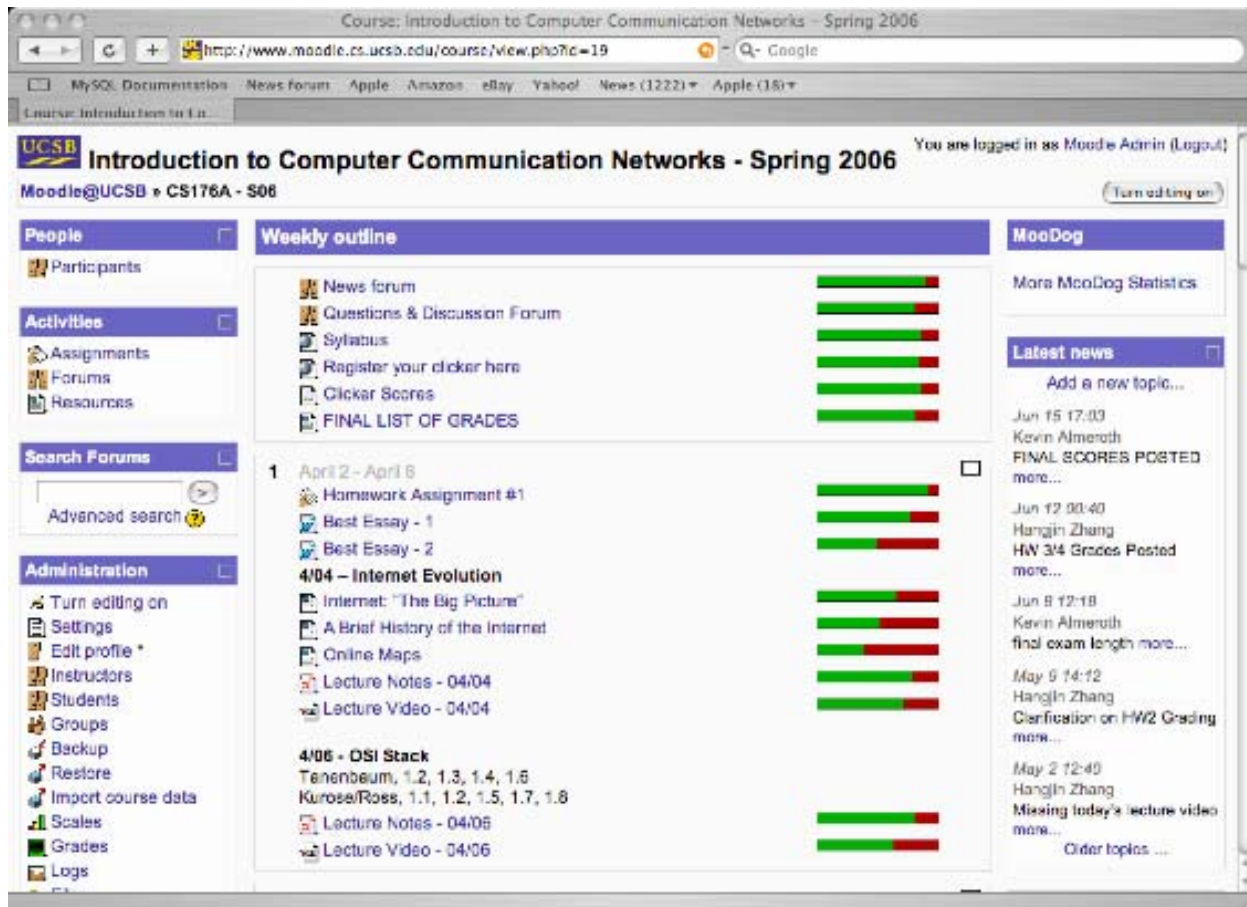 Course: Introduction to Computer Communication Networks – Spring 2006
http://www.moodle.cs.ucsb.edu/course/view.php?id=19
Google
MySQL Documentation News forum Apple Amazon eBay Yahoo! News (1222) Apple (18)
Course: Introduction to Co...
UCSB
Introduction to Computer Communication Networks - Spring 2006
You are logged in as Moodle Admin (Logout)
Moodle@UCSB » CS176A - S06
Turn editing on
People
Participants
Activities
Assignments
Forums
Resources
Search Forums
Advanced search
Administration
Turn editing on
Settings
Edit profile *
Instructors
Students
Groups
Backup
Restore
Import course data
Scales
Grades
Logs
Weekly outline
News forum
Questions & Discussion Forum
Syllabus
Register your clicker here
Clicker Scores
FINAL LIST OF GRADES
1 April 2 - April 8
Homework Assignment #1
Best Essay - 1
Best Essay - 2
4/04 – Internet Evolution
Internet: "The Big Picture"
A Brief History of the Internet
Online Maps
Lecture Notes - 04/04
Lecture Video - 04/04
4/06 - OSI Stack
Tanenbaum, 1.2, 1.3, 1.4, 1.6
Kurose/Ross, 1.1, 1.2, 1.5, 1.7, 1.8
Lecture Notes - 04/06
Lecture Video - 04/06
MooDog
More MooDog Statistics
Latest news
Add a new topic...
Jun 15 17:03
Kevin Almeroth
FINAL SCORES POSTED
more...
Jun 12 00:40
Hangjin Zhang
HW 3/4 Grades Posted
more...
Jun 9 12:18
Kevin Almeroth
final exam length more...
May 9 14:12
Hangjin Zhang
Clarification on HW2 Grading
more...
May 2 12:49
Hangjin Zhang
Missing today's lecture video
more...
Older topics ...